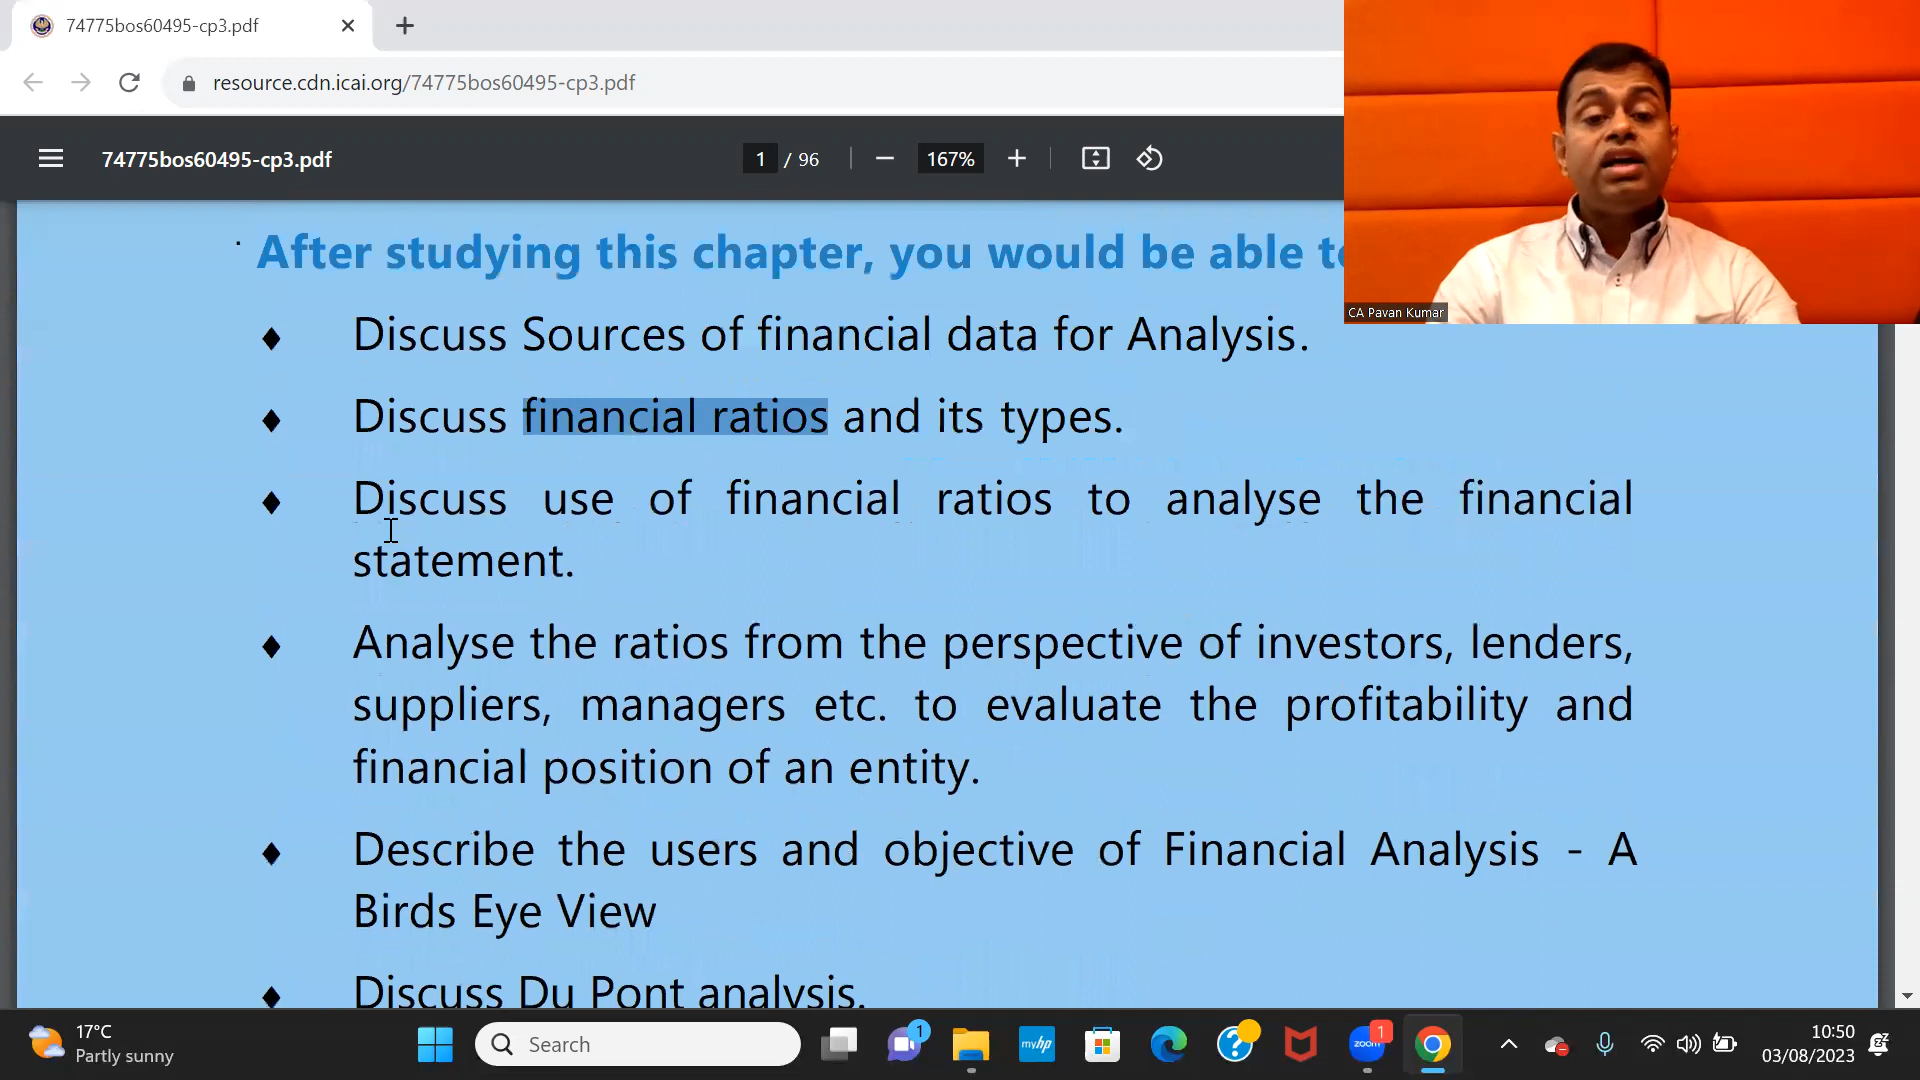 74775bos60495-cp3.pdf
resource.cdn.icai.org/74775bos60495-cp3.pdf
74775bos60495-cp3.pdf
1 / 96
167%
After studying this chapter, you would be able
CA Pavan Kumar
Discuss Sources of financial data for Analysis.
Discuss financial ratios and its types.
Discuss use of financial ratios to analyse the financial
statement.
Analyse the ratios from the perspective of investors, lenders,
suppliers, managers etc. to evaluate the profitability and
financial position of an entity.
Describe the users and objective of Financial Analysis - A
Birds Eye View
Discuss Du Pont analysis.
17°C
Partly sunny
Search
1
myhp
zoom
1
10:50
03/08/2023